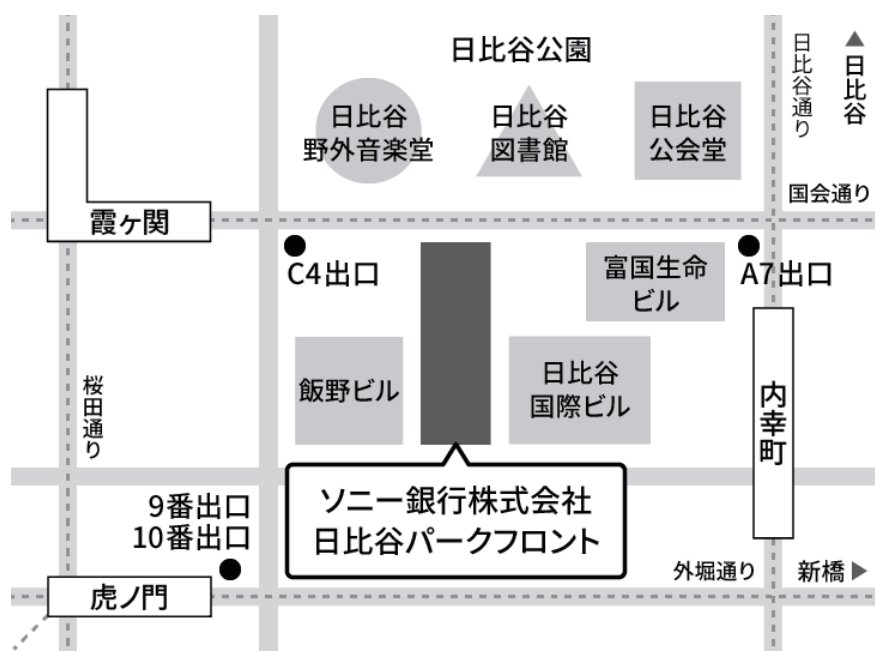 日比谷公園
日比谷通り
▲日比谷
日比谷
野外音楽堂
日比谷
図書館
日比谷
公会堂
国会通り
霞ヶ関
C4出口
富国生命
ビル
A7出口
飯野ビル
日比谷
国際ビル
桜田通り
内幸町
ソニー銀行株式会社
日比谷パークフロント
9番出口
10番出口
虎ノ門
外堀通り
新橋▶